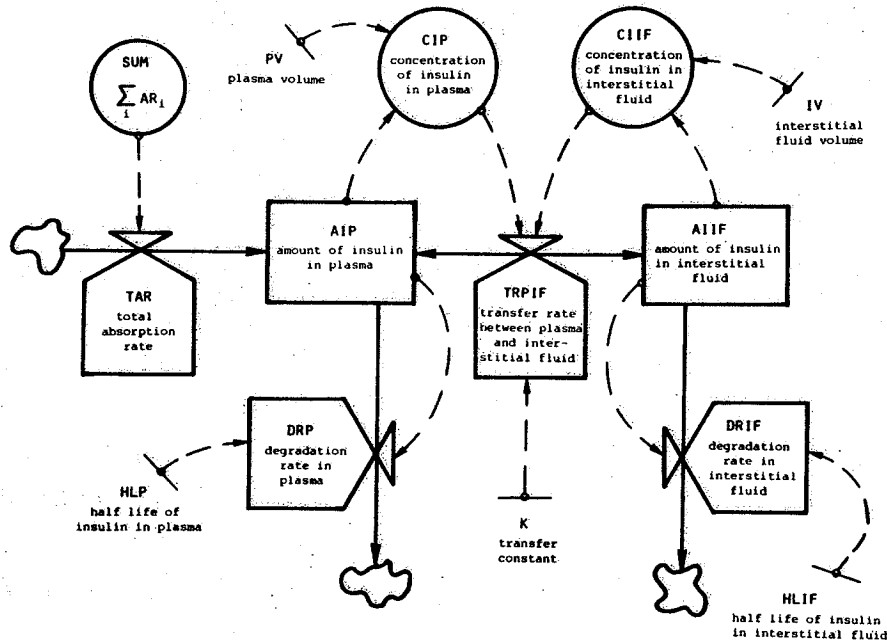 SUM
∑ ARᵢ
i
PV
plasma volume
CIP
concentration
of insulin
in plasma
CIIF
concentration
of insulin in
interstitial
fluid
IV
interstitial
fluid volume
AIP
amount of insulin
in plasma
AIIF
amount of insulin
in interstitial
fluid
TAR
total
absorption
rate
TRPIF
transfer rate
between plasma
and inter-
stitial fluid
DRP
degradation
rate in
plasma
DRIF
degradation
rate in
interstitial
fluid
HLP
half life of
insulin in plasma
K
transfer
constant
HLIF
half life of insulin
in interstitial fluid